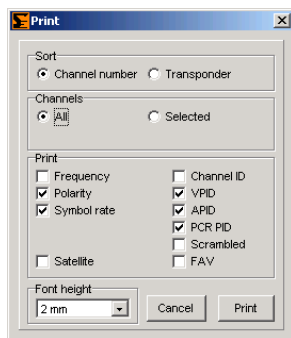 Print
Sort
Channel number Transponder
Channels
All Selected
Print
Frequency Channel ID
Polarity VPID
Symbol rate APID
PCR PID
Scrambled
Satellite FAV
Font height
2 mm Cancel Print